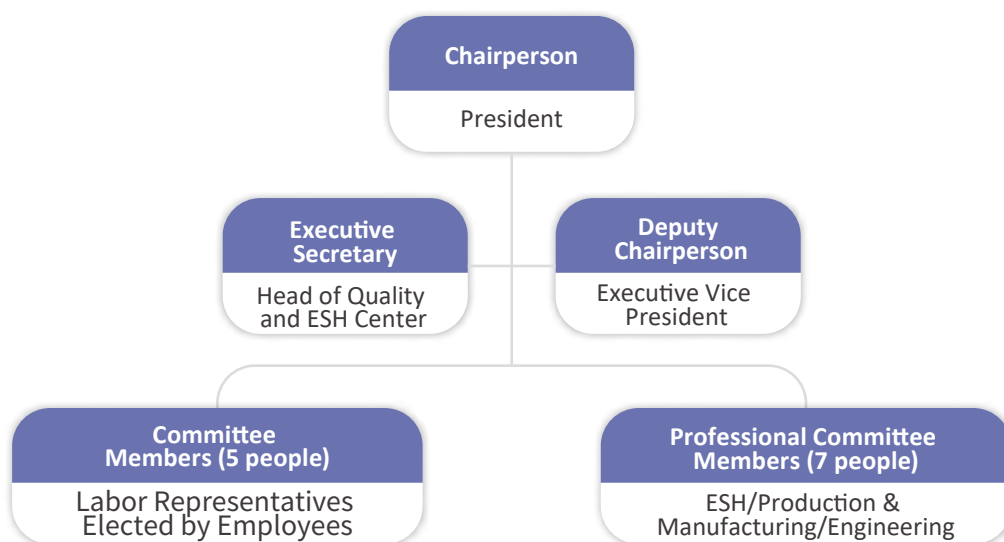 Chairperson
President
Executive
Secretary
Head of Quality
and ESH Center
Deputy
Chairperson
Executive Vice
President
Committee
Members (5 people)
Labor Representatives
Elected by Employees
Professional Committee
Members (7 people)
ESH/Production &
Manufacturing/Engineering